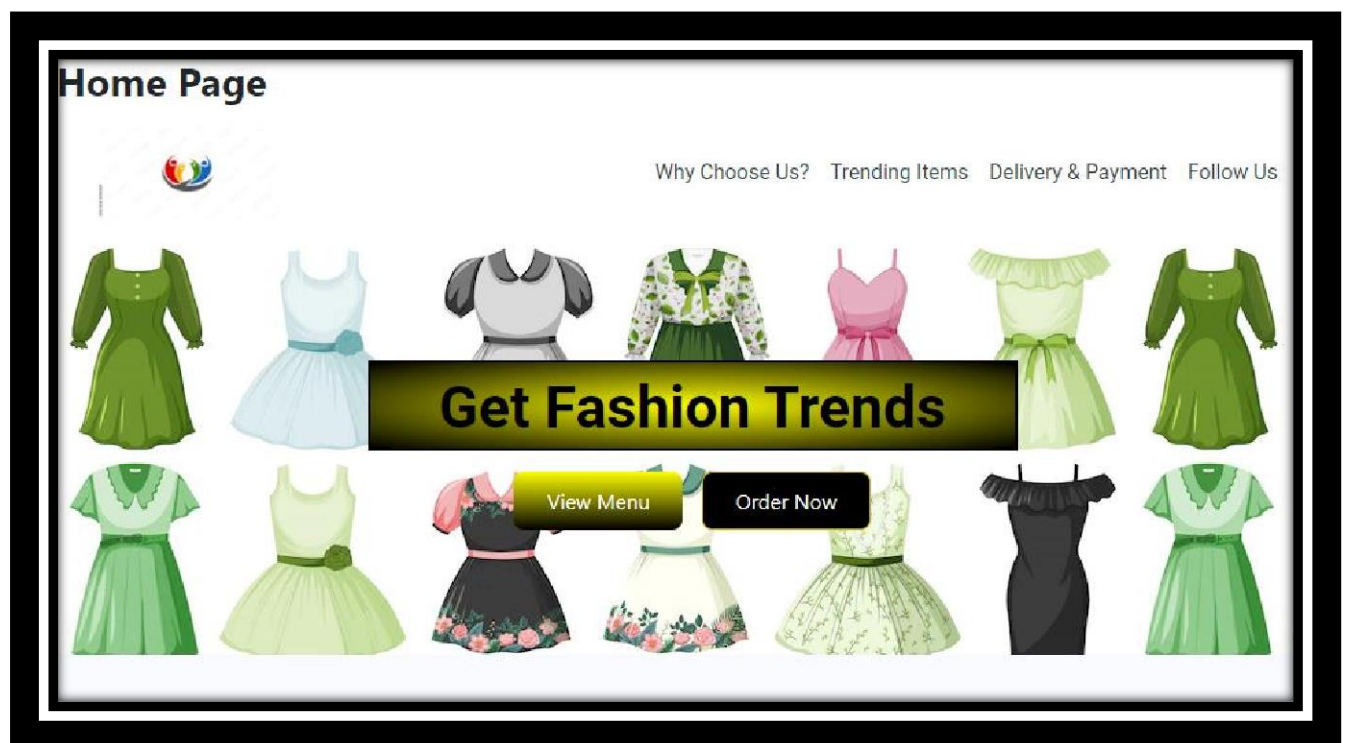 Home Page
Why Choose Us? Trending Items Delivery & Payment Follow Us
Get Fashion Trends
View Menu Order Now